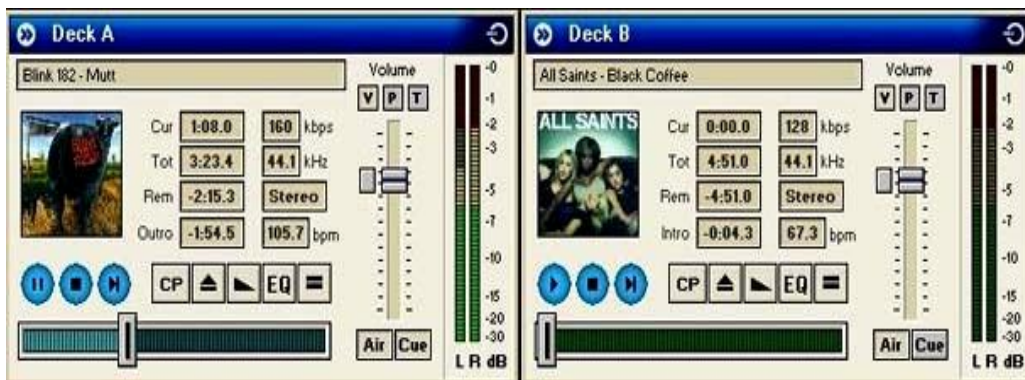 Deck A
Blink 182 - Mutt
Volume
V P T
Cur 1:08.0 160 kbps
Tot 3:23.4 44.1 kHz
Rem -2:15.3 Stereo
Outro -1:54.5 105.7 bpm
CP EQ
Air Cue
-0
-1
-2
-3
-5
-7
-10
-15
-20
-30
L R dB
Deck B
All Saints - Black Coffee
Volume
V P T
ALL SAINTS
Cur 0:00.0 128 kbps
Tot 4:51.0 44.1 kHz
Rem -4:51.0 Stereo
Intro -0:04.3 67.3 bpm
CP EQ
Air Cue
-0
-1
-2
-3
-5
-7
-10
-15
-20
-30
L R dB